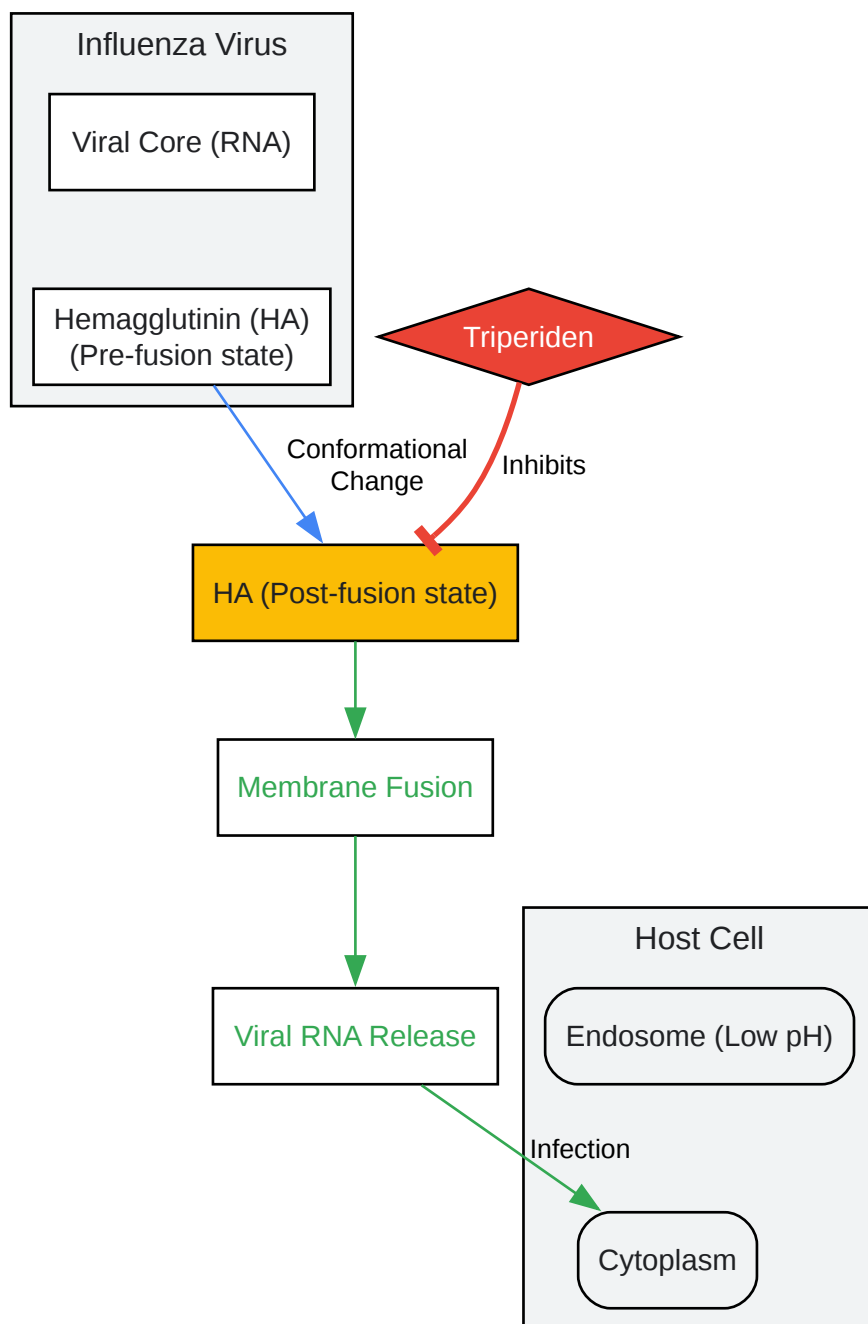 Influenza Virus
Viral Core (RNA)
Hemagglutinin (HA)
(Pre-fusion state)
Triperiden
Conformational
Change
Inhibits
HA (Post-fusion state)
Membrane Fusion
Host Cell
Viral RNA Release
Endosome (Low pH)
Infection
Cytoplasm